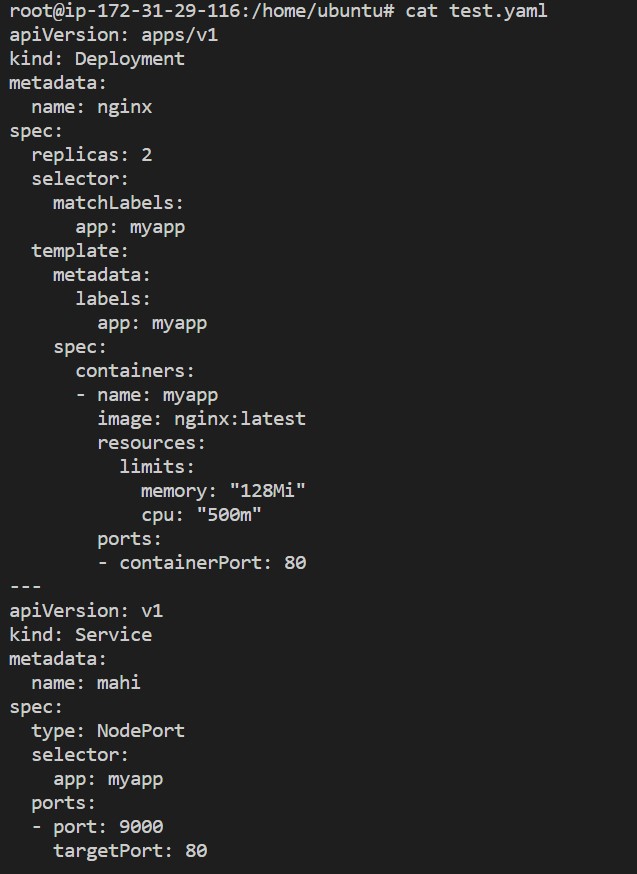 root@ip-172-31-29-116:/home/ubuntu# cat test.yaml
apiVersion: apps/v1
kind: Deployment
metadata:
  name: nginx
spec:
  replicas: 2
  selector:
    matchLabels:
      app: myapp
  template:
    metadata:
      labels:
        app: myapp
    spec:
      containers:
      - name: myapp
        image: nginx:latest
        resources:
          limits:
            memory: "128Mi"
            cpu: "500m"
        ports:
        - containerPort: 80
---
apiVersion: v1
kind: Service
metadata:
  name: mahi
spec:
  type: NodePort
  selector:
    app: myapp
  ports:
  - port: 9000
    targetPort: 80